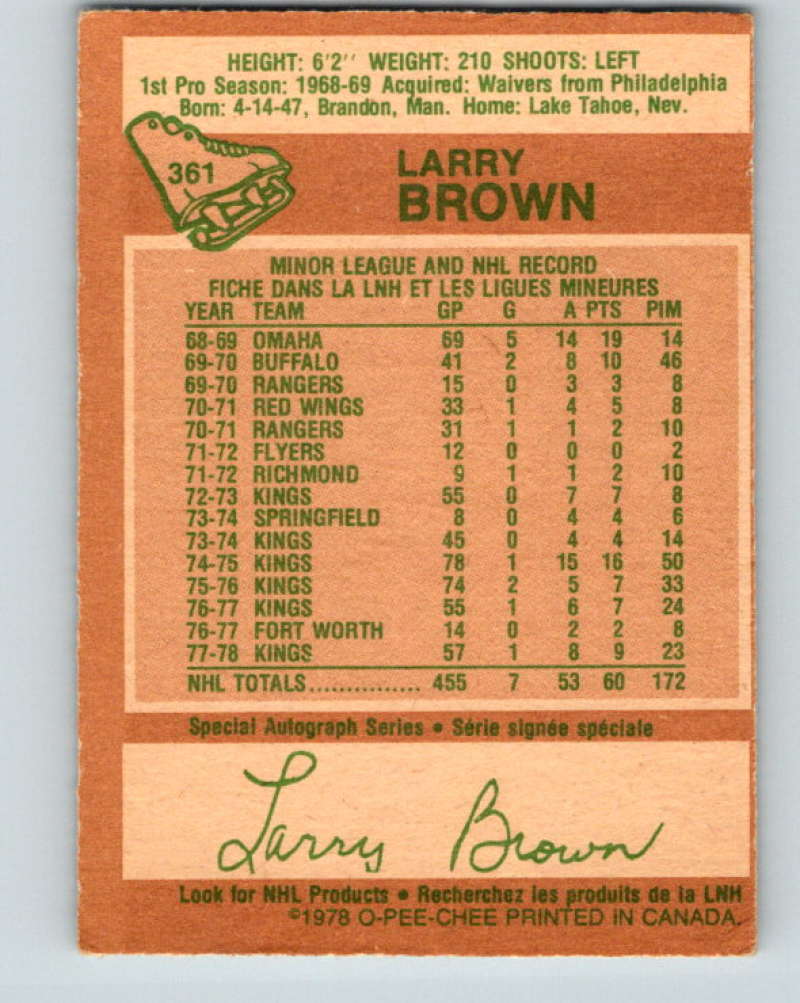 HEIGHT: 6'2" WEIGHT: 210 SHOOTS: LEFT
1st Pro Season: 1968-69 Acquired: Waivers from Philadelphia
Born: 4-14-47, Brandon, Man. Home: Lake Tahoe, Nev.
361
LARRY
BROWN
MINOR LEAGUE AND NHL RECORD
FICHE DANS LA LNH ET LES LIGUES MINEURES
YEAR TEAM GP G A PTS PIM
68-69 OMAHA 69 5 14 19 14
69-70 BUFFALO 41 2 8 10 46
69-70 RANGERS 15 0 3 3 8
70-71 RED WINGS 33 1 4 5 8
70-71 RANGERS 31 1 1 2 10
71-72 FLYERS 12 0 0 0 2
71-72 RICHMOND 9 1 1 2 10
72-73 KINGS 55 0 7 7 8
73-74 SPRINGFIELD 8 0 4 4 6
73-74 KINGS 45 0 4 4 14
74-75 KINGS 78 1 15 16 50
75-76 KINGS 74 2 5 7 33
76-77 KINGS 55 1 6 7 24
76-77 FORT WORTH 14 0 2 2 8
77-78 KINGS 57 1 8 9 23
NHL TOTALS................ 455 7 53 60 172
Special Autograph Series • Série signée spéciale
Larry Brown
Look for NHL Products • Recherchez les produits de la LNH
©1978 O-PEE-CHEE PRINTED IN CANADA.